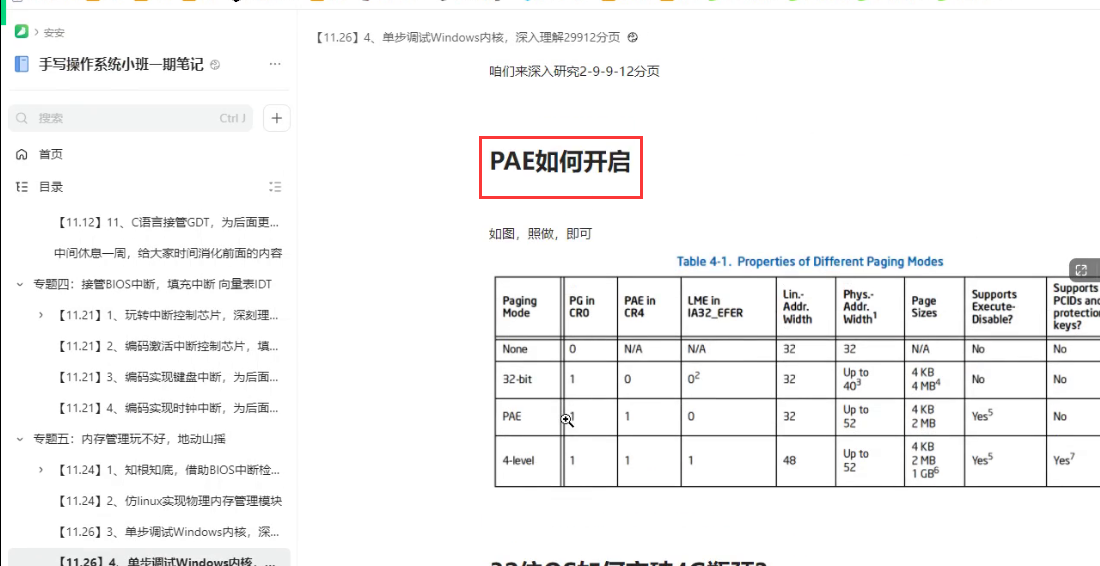 安安
手写操作系统小班一期笔记
搜索
Ctrl J
首页
目录
【11.12】11、C语言接管GDT，为后面更...
中间休息一周，给大家时间消化前面的内容
专题四：接管BIOS中断，填充中断 向量表IDT
【11.21】1、玩转中断控制芯片，深刻理...
【11.21】2、编码激活中断控制芯片，填...
【11.21】3、编码实现键盘中断，为后面...
【11.21】4、编码实现时钟中断，为后面...
专题五：内存管理玩不好，地动山摇
【11.24】1、知根知底，借助BIOS中断检...
【11.24】2、仿linux实现物理内存管理模块
【11.26】3、单步调试Windows内核，深...
【11.26】4、单步调试Windows内核，...
【11.26】4、单步调试Windows内核，深入理解29912分页
咱们来深入研究2-9-9-12分页
PAE如何开启
如图，照做，即可
Table 4-1. Properties of Different Paging Modes
Paging Mode | PG in CR0 | PAE in CR4 | LME in IA32_EFER | Lin.-Addr. Width | Phys.-Addr. Width1 | Page Sizes | Supports Execute-Disable? | Supports PCIDs and protection keys?
None | 0 | N/A | N/A | 32 | 32 | N/A | No | No
32-bit | 1 | 0 | 02 | 32 | Up to 403 | 4 KB 4 MB4 | No | No
PAE | 1 | 1 | 0 | 32 | Up to 52 | 4 KB 2 MB | Yes5 | No
4-level | 1 | 1 | 1 | 48 | Up to 52 | 4 KB 2 MB 1 GB6 | Yes5 | Yes7